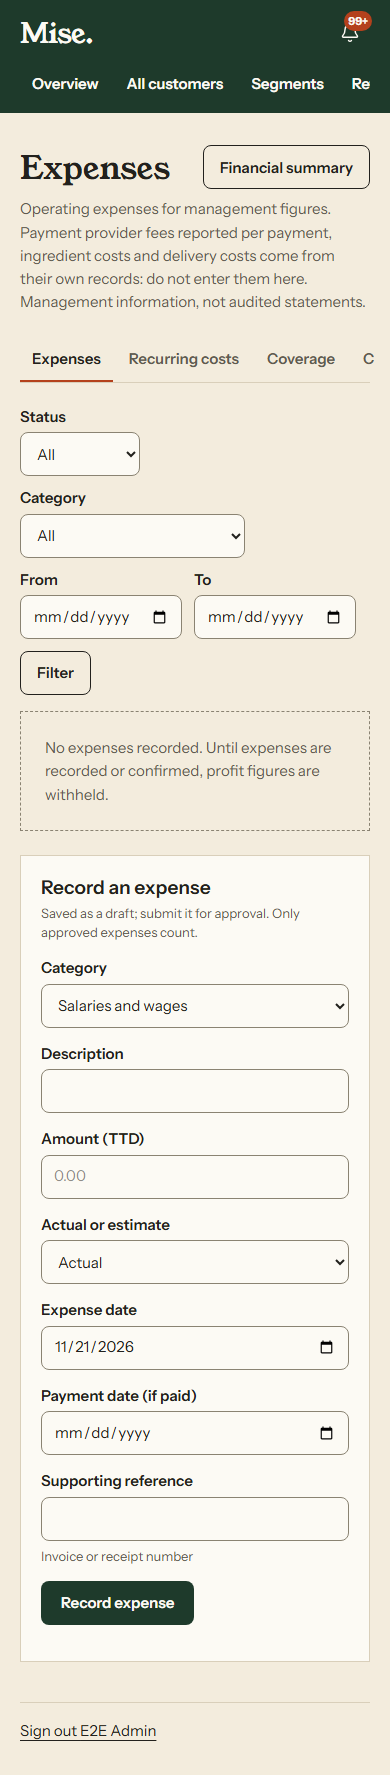 Mise.
99+
Overview All customers Segments Re
Expenses
Financial summary
Operating expenses for management figures.
Payment provider fees reported per payment,
ingredient costs and delivery costs come from
their own records: do not enter them here.
Management information, not audited statements.
Expenses Recurring costs Coverage C
Status
All
Category
All
From To
mm/dd/yyyy mm/dd/yyyy
Filter
No expenses recorded. Until expenses are
recorded or confirmed, profit figures are
withheld.
Record an expense
Saved as a draft; submit it for approval. Only
approved expenses count.
Category
Salaries and wages
Description
Amount (TTD)
0.00
Actual or estimate
Actual
Expense date
11/21/2026
Payment date (if paid)
mm/dd/yyyy
Supporting reference
Invoice or receipt number
Record expense
Sign out E2E Admin